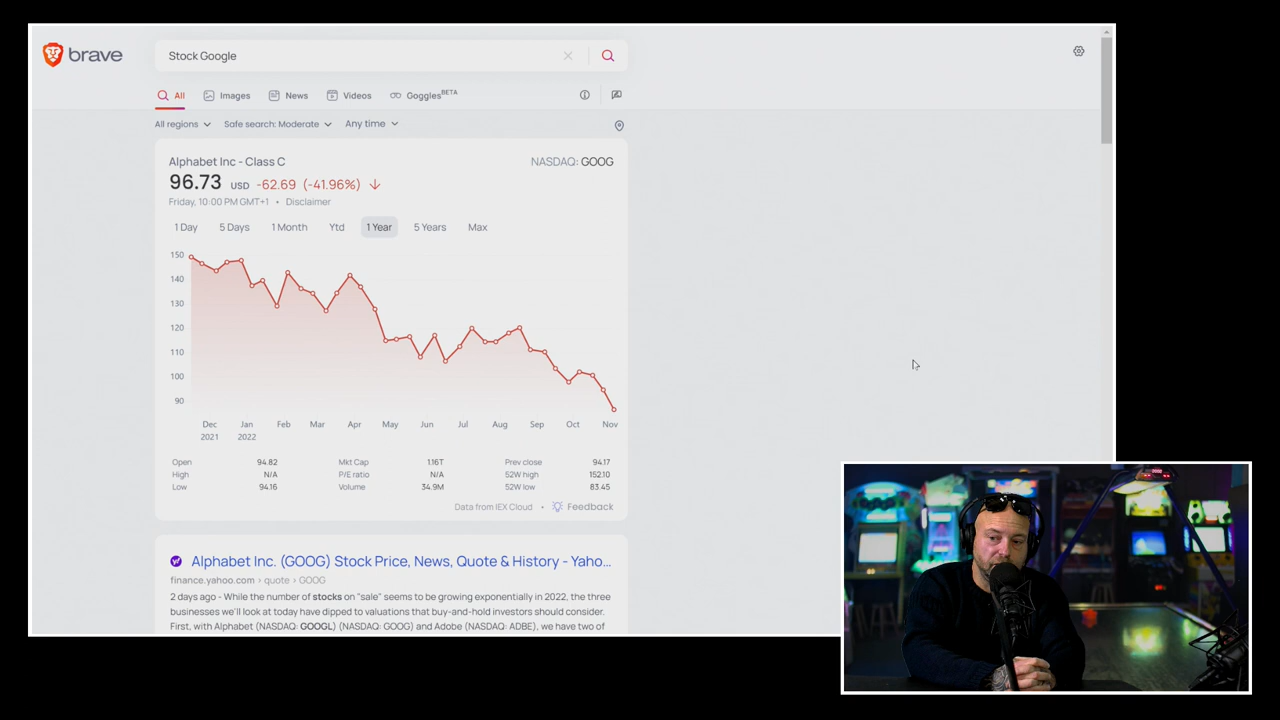 brave
Stock Google
All Images News Videos Goggles BETA
All regions Safe search: Moderate Any time
Alphabet Inc - Class C NASDAQ: GOOG
96.73 USD -62.69 (-41.96%)
Friday, 10:00 PM GMT+1 • Disclaimer
1 Day 5 Days 1 Month Ytd 1 Year 5 Years Max
150
140
130
120
110
100
90
Dec Jan Feb Mar Apr May Jun Jul Aug Sep Oct Nov
2021 2022
Open 94.82 Mkt Cap 1.16T Prev close 94.17
High N/A P/E ratio N/A 52W high 152.10
Low 94.16 Volume 34.9M 52W low 83.45
Data from IEX Cloud • Feedback
Alphabet Inc. (GOOG) Stock Price, News, Quote & History - Yaho...
finance.yahoo.com › quote › GOOG
2 days ago - While the number of stocks on "sale" seems to be growing exponentially in 2022, the three
businesses we'll look at today have dipped to valuations that buy-and-hold investors should consider.
First, with Alphabet (NASDAQ: GOOGL) (NASDAQ: GOOG) and Adobe (NASDAQ: ADBE), we have two of